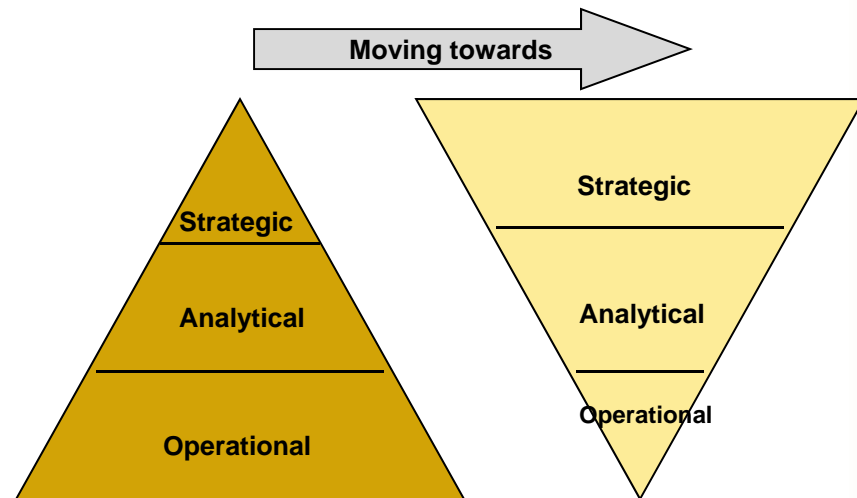 Moving towards
Strategic
Analytical
Operational
Strategic
Analytical
Operational